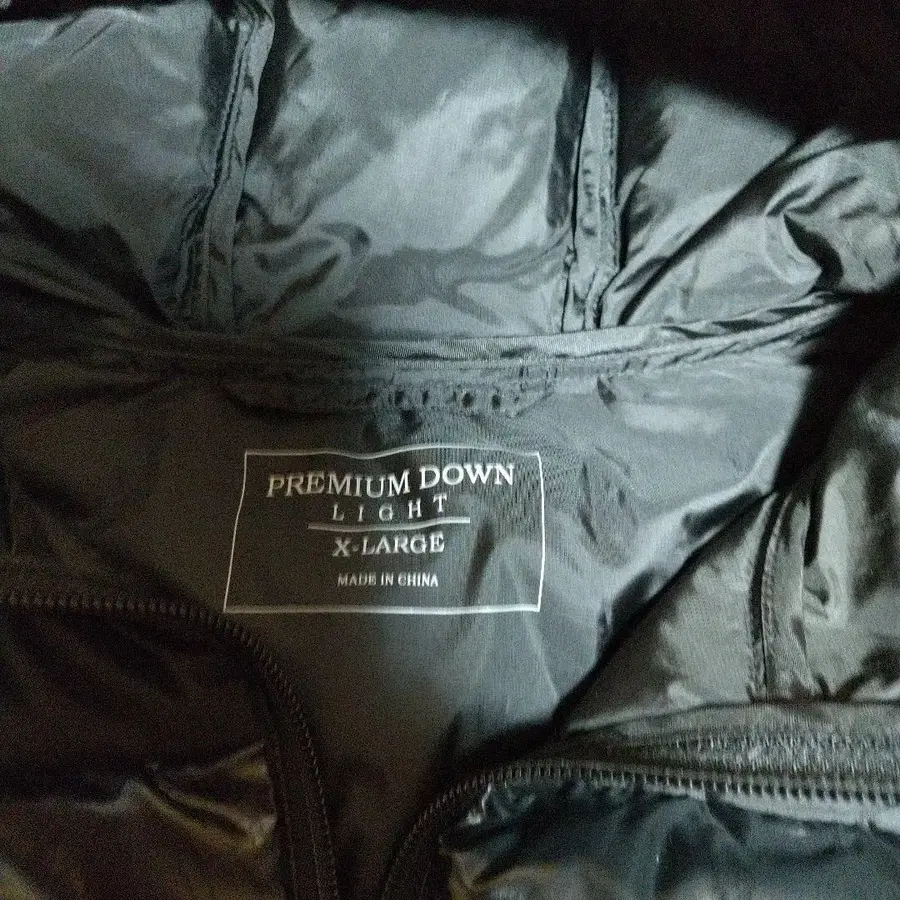 PREMIUM DOWN
LIGHT
X-LARGE
MADE IN CHINA